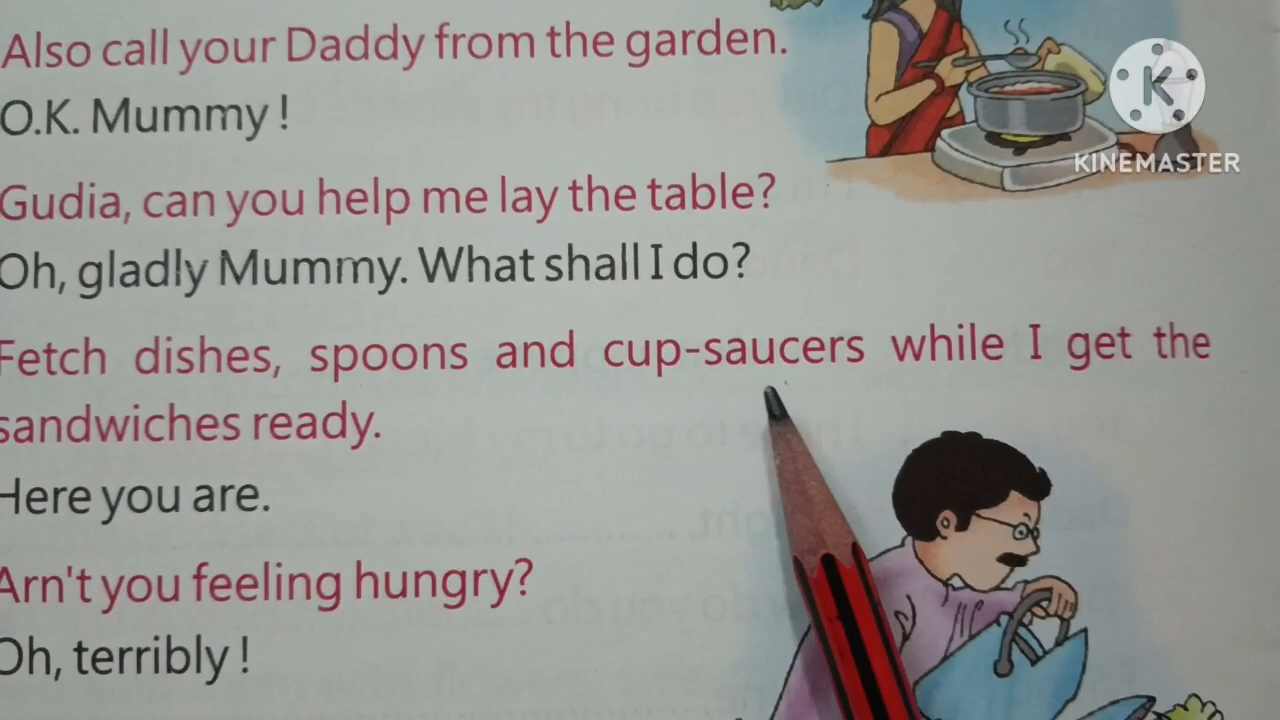 Also call your Daddy from the garden.
O.K. Mummy !
Gudia, can you help me lay the table?
Oh, gladly Mummy. What shall I do?
Fetch dishes, spoons and cup-saucers while I get the
sandwiches ready.
Here you are.
Arn't you feeling hungry?
Oh, terribly !
KINEMASTER